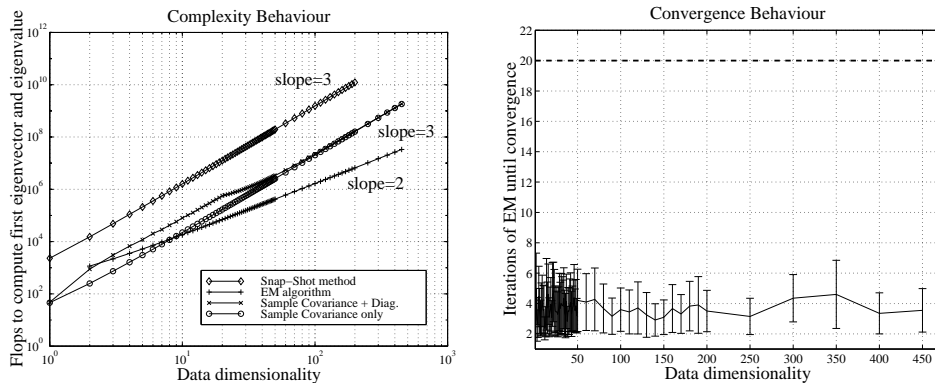 Complexity Behaviour
Flops to compute first eigenvector and eigenvalue
10^12
10^10
10^8
10^6
10^4
10^2
10^0
slope=3
slope=3
slope=2
Snap–Shot method
EM algorithm
Sample Covariance + Diag.
Sample Covariance only
10^0 10^1 10^2 10^3
Data dimensionality
Convergence Behaviour
Iterations of EM until convergence
22
20
18
16
14
12
10
8
6
4
2
50 100 150 200 250 300 350 400 450
Data dimensionality